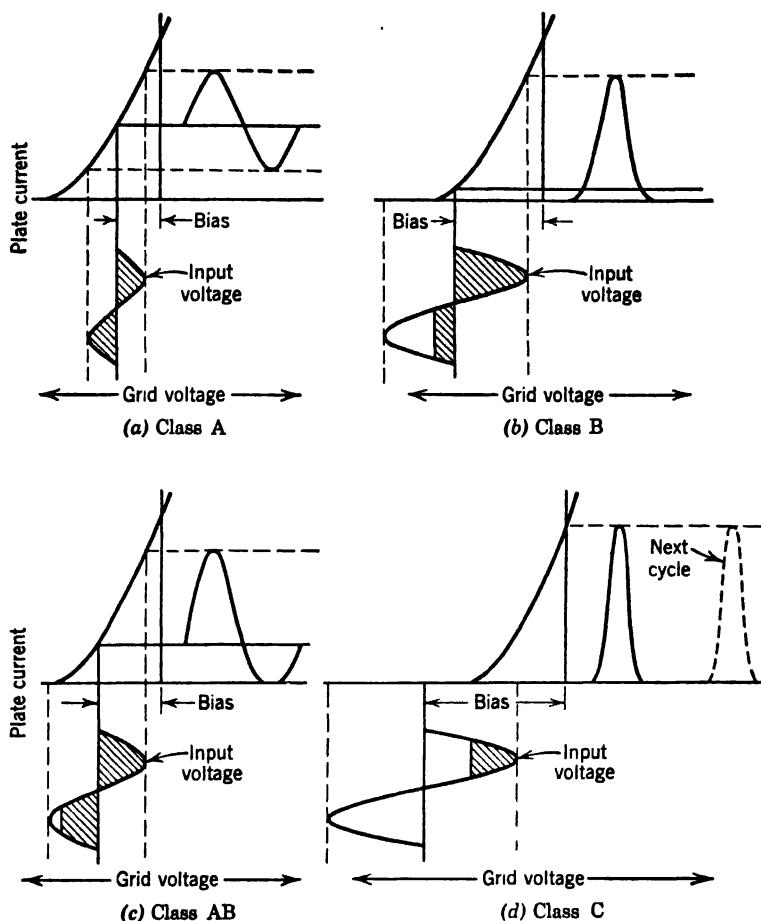 Plate current
Bias
Input
voltage
Grid voltage
(a) Class A
Bias
Input
voltage
Grid voltage
(b) Class B
Plate current
Bias
Input
voltage
Grid voltage
(c) Class AB
Next
cycle
Bias
Input
voltage
Grid voltage
(d) Class C